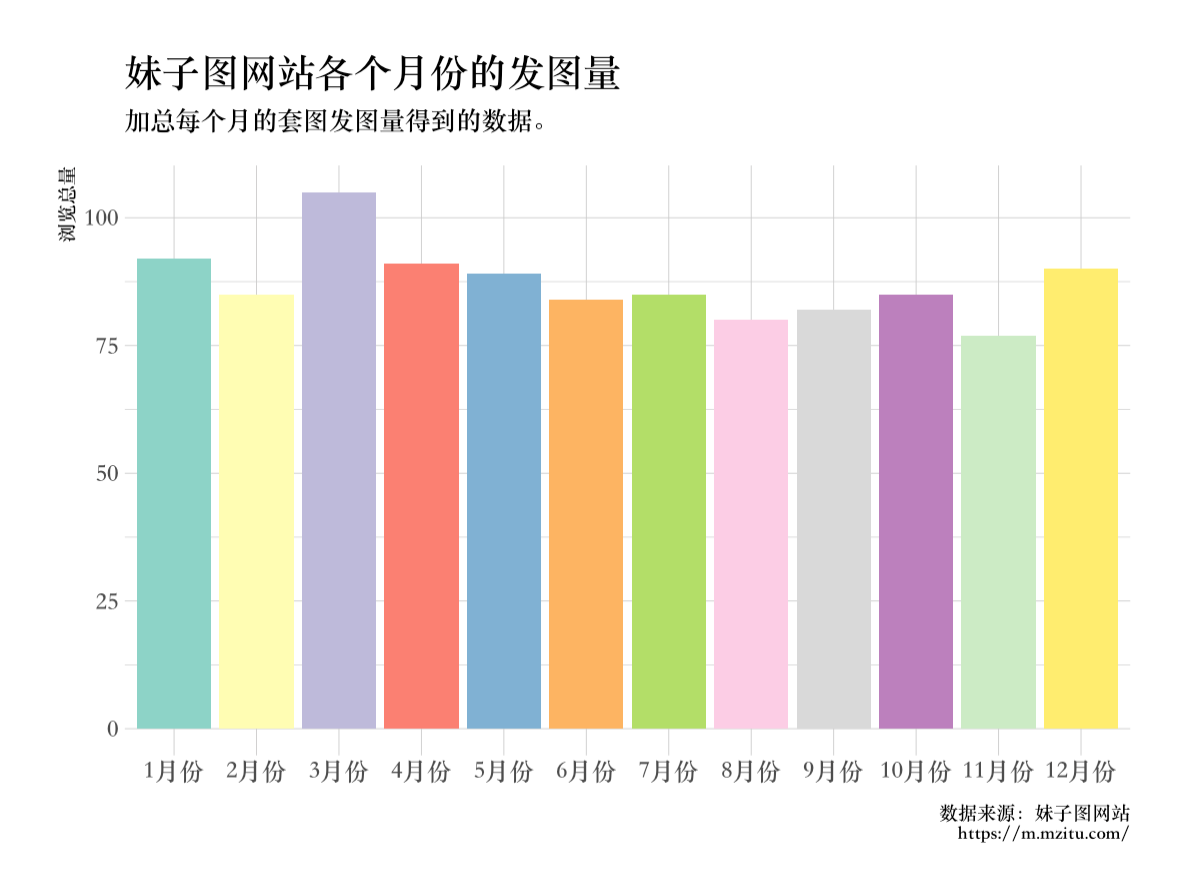 妹子图网站各个月份的发图量
加总每个月的套图发图量得到的数据。
浏览总量
100
75
50
25
0
1月份 2月份 3月份 4月份 5月份 6月份 7月份 8月份 9月份 10月份 11月份 12月份
数据来源：妹子图网站
https://m.mzitu.com/